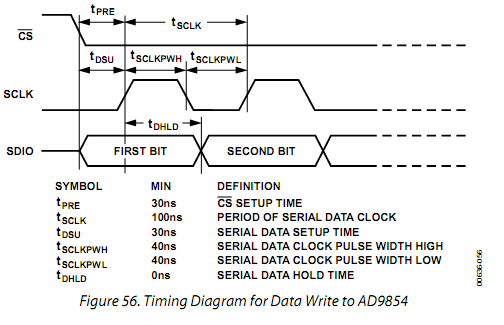 tPRE
tSCLK
CS
tDSU
tSCLKPWH
tSCLKPWL
SCLK
tDHLD
SDIO
FIRST BIT
SECOND BIT
SYMBOL MIN DEFINITION
tPRE 30ns CS SETUP TIME
tSCLK 100ns PERIOD OF SERIAL DATA CLOCK
tDSU 30ns SERIAL DATA SETUP TIME
tSCLKPWH 40ns SERIAL DATA CLOCK PULSE WIDTH HIGH
tSCLKPWL 40ns SERIAL DATA CLOCK PULSE WIDTH LOW
tDHLD 0ns SERIAL DATA HOLD TIME
00636-056
Figure 56. Timing Diagram for Data Write to AD9854